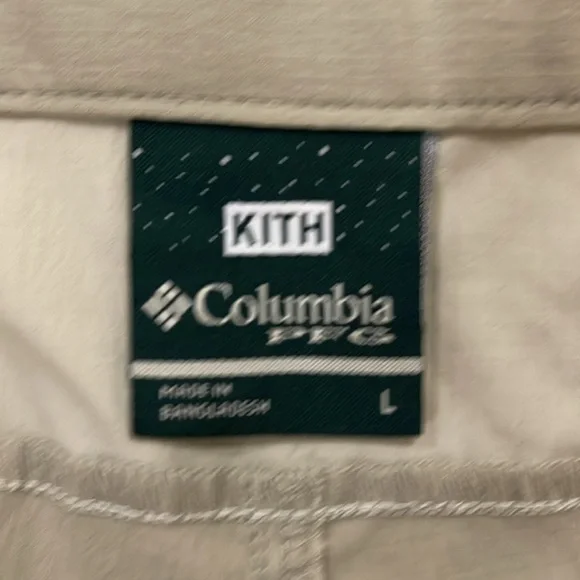 KITH
Columbia
PFG
MADE IN
BANGLADESH
L